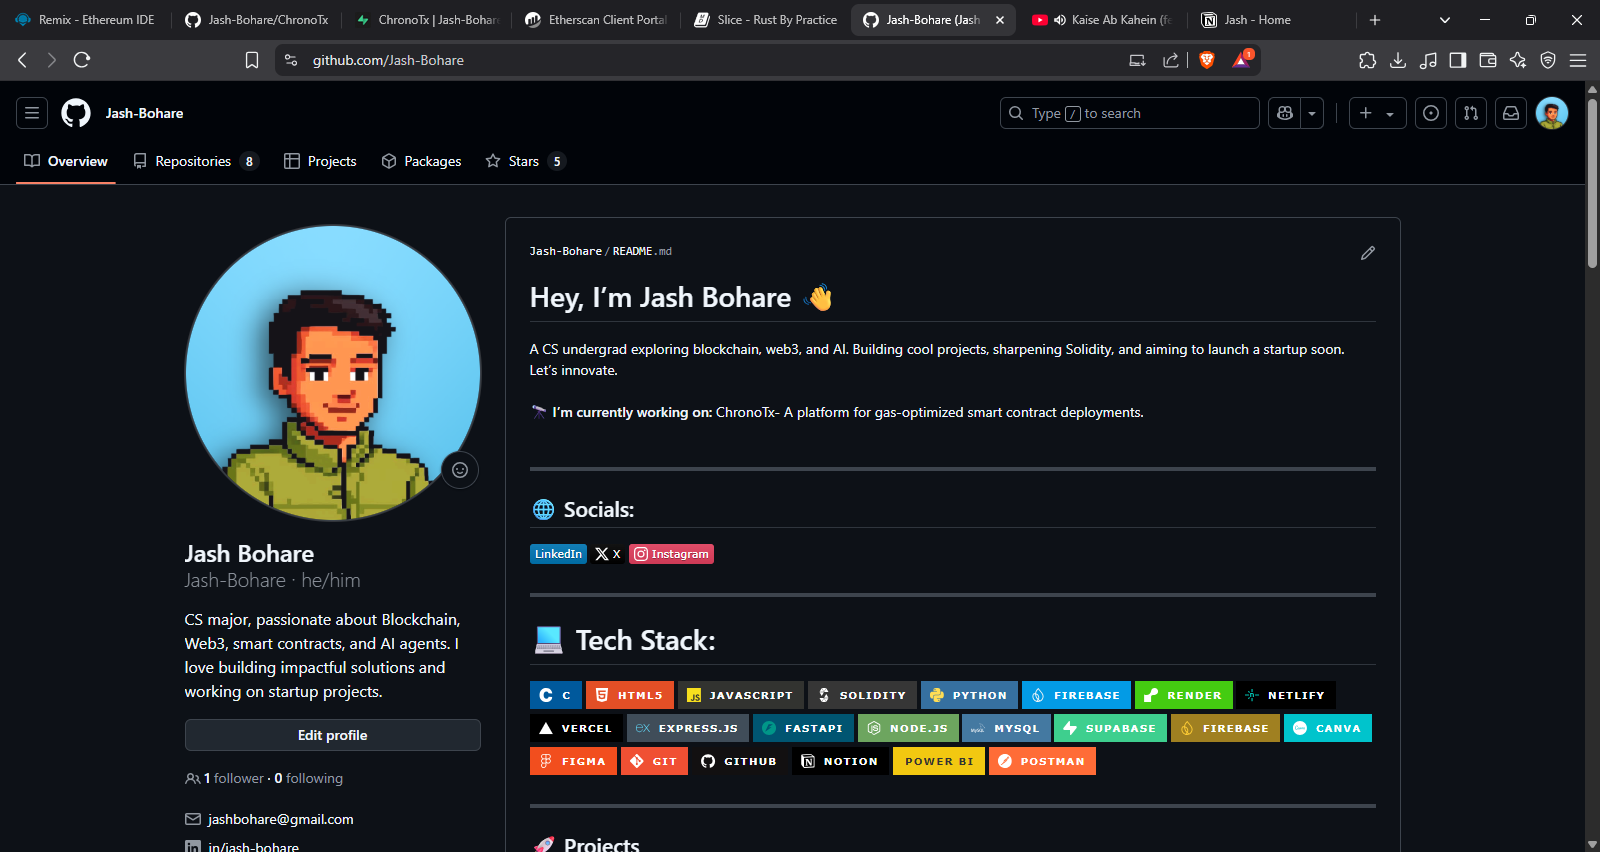 Remix - Ethereum IDE
Jash-Bohare/ChronoTx
ChronoTx | Jash-Bohar
Etherscan Client Portal
Slice - Rust By Practice
Jash-Bohare (Jash
Kaise Ab Kahein (f
Jash - Home
github.com/Jash-Bohare
1
Jash-Bohare
Type / to search
Overview
Repositories 8
Projects
Packages
Stars 5
Jash-Bohare/README.md
Hey, I’m Jash Bohare 👋
A CS undergrad exploring blockchain, web3, and AI. Building cool projects, sharpening Solidity, and aiming to launch a startup soon.
Let’s innovate.
🔭 I’m currently working on: ChronoTx- A platform for gas-optimized smart contract deployments.
🌐 Socials:
LinkedIn X Instagram
💻 Tech Stack:
C HTML5 JAVASCRIPT SOLIDITY PYTHON FIREBASE RENDER NETLIFY
VERCEL EX EXPRESS.JS FASTAPI NODE.JS MySQL MYSQL SUPABASE FIREBASE CANVA
FIGMA GIT GITHUB NOTION POWER BI POSTMAN
🚀 Projects
Jash Bohare
Jash-Bohare · he/him
CS major, passionate about Blockchain,
Web3, smart contracts, and AI agents. I
love building impactful solutions and
working on startup projects.
Edit profile
1 follower · 0 following
jashbohare@gmail.com
in/jash-bohare